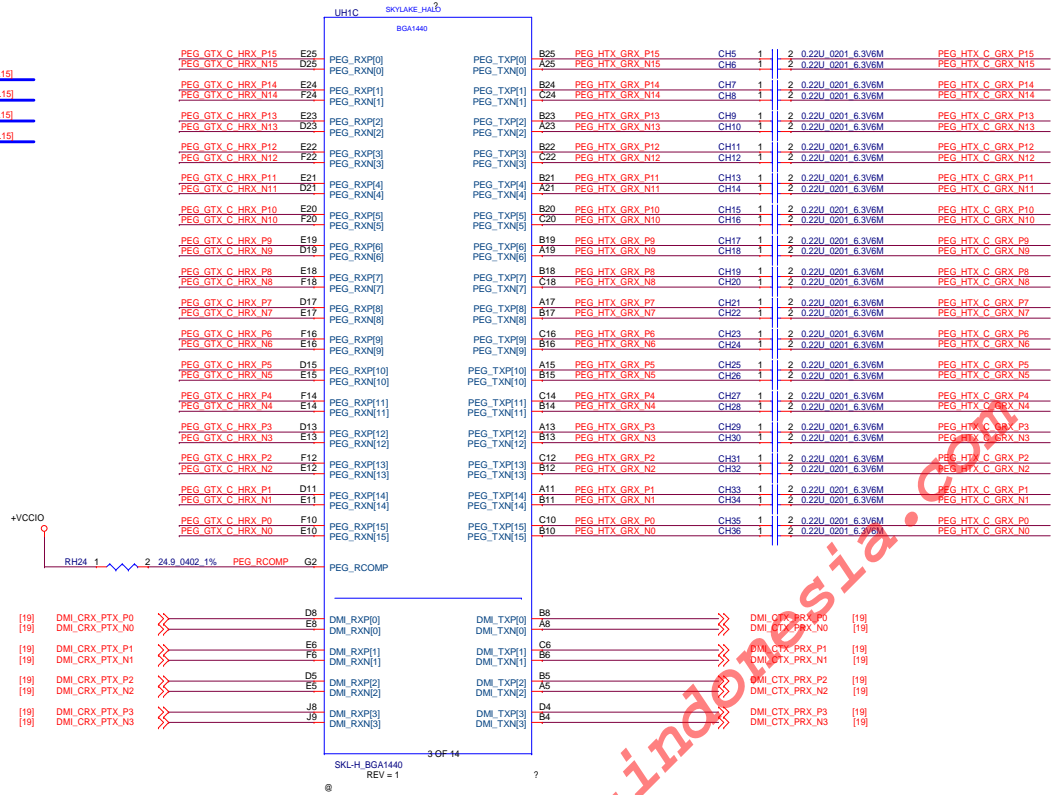 UH1C SKYLAKE_HALO ?
BGA1440
PEG_GTX_C_HRX_P15 E25 PEG_RXP[0] PEG_TXP[0] B25 PEG_HTX_GRX_P15 CH5 1 2 0.22U_0201_6.3V6M PEG_HTX_C_GRX_P15
PEG_GTX_C_HRX_N15 D25 PEG_RXN[0] PEG_TXN[0] A25 PEG_HTX_GRX_N15 CH6 1 2 0.22U_0201_6.3V6M PEG_HTX_C_GRX_N15
15]
PEG_GTX_C_HRX_P14 E24 PEG_RXP[1] PEG_TXP[1] B24 PEG_HTX_GRX_P14 CH7 1 2 0.22U_0201_6.3V6M PEG_HTX_C_GRX_P14
15] PEG_GTX_C_HRX_N14 F24 PEG_RXN[1] PEG_TXN[1] C24 PEG_HTX_GRX_N14 CH8 1 2 0.22U_0201_6.3V6M PEG_HTX_C_GRX_N14
15] PEG_GTX_C_HRX_P13 E23 PEG_RXP[2] PEG_TXP[2] B23 PEG_HTX_GRX_P13 CH9 1 2 0.22U_0201_6.3V6M PEG_HTX_C_GRX_P13
PEG_GTX_C_HRX_N13 D23 PEG_RXN[2] PEG_TXN[2] A23 PEG_HTX_GRX_N13 CH10 1 2 0.22U_0201_6.3V6M PEG_HTX_C_GRX_N13
15]
PEG_GTX_C_HRX_P12 E22 PEG_RXP[3] PEG_TXP[3] B22 PEG_HTX_GRX_P12 CH11 1 2 0.22U_0201_6.3V6M PEG_HTX_C_GRX_P12
PEG_GTX_C_HRX_N12 F22 PEG_RXN[3] PEG_TXN[3] C22 PEG_HTX_GRX_N12 CH12 1 2 0.22U_0201_6.3V6M PEG_HTX_C_GRX_N12
PEG_GTX_C_HRX_P11 E21 PEG_RXP[4] PEG_TXP[4] B21 PEG_HTX_GRX_P11 CH13 1 2 0.22U_0201_6.3V6M PEG_HTX_C_GRX_P11
PEG_GTX_C_HRX_N11 D21 PEG_RXN[4] PEG_TXN[4] A21 PEG_HTX_GRX_N11 CH14 1 2 0.22U_0201_6.3V6M PEG_HTX_C_GRX_N11
PEG_GTX_C_HRX_P10 E20 PEG_RXP[5] PEG_TXP[5] B20 PEG_HTX_GRX_P10 CH15 1 2 0.22U_0201_6.3V6M PEG_HTX_C_GRX_P10
PEG_GTX_C_HRX_N10 F20 PEG_RXN[5] PEG_TXN[5] C20 PEG_HTX_GRX_N10 CH16 1 2 0.22U_0201_6.3V6M PEG_HTX_C_GRX_N10
PEG_GTX_C_HRX_P9 E19 PEG_RXP[6] PEG_TXP[6] B19 PEG_HTX_GRX_P9 CH17 1 2 0.22U_0201_6.3V6M PEG_HTX_C_GRX_P9
PEG_GTX_C_HRX_N9 D19 PEG_RXN[6] PEG_TXN[6] A19 PEG_HTX_GRX_N9 CH18 1 2 0.22U_0201_6.3V6M PEG_HTX_C_GRX_N9
PEG_GTX_C_HRX_P8 E18 PEG_RXP[7] PEG_TXP[7] B18 PEG_HTX_GRX_P8 CH19 1 2 0.22U_0201_6.3V6M PEG_HTX_C_GRX_P8
PEG_GTX_C_HRX_N8 F18 PEG_RXN[7] PEG_TXN[7] C18 PEG_HTX_GRX_N8 CH20 1 2 0.22U_0201_6.3V6M PEG_HTX_C_GRX_N8
PEG_GTX_C_HRX_P7 D17 PEG_RXP[8] PEG_TXP[8] A17 PEG_HTX_GRX_P7 CH21 1 2 0.22U_0201_6.3V6M PEG_HTX_C_GRX_P7
PEG_GTX_C_HRX_N7 E17 PEG_RXN[8] PEG_TXN[8] B17 PEG_HTX_GRX_N7 CH22 1 2 0.22U_0201_6.3V6M PEG_HTX_C_GRX_N7
PEG_GTX_C_HRX_P6 F16 PEG_RXP[9] PEG_TXP[9] C16 PEG_HTX_GRX_P6 CH23 1 2 0.22U_0201_6.3V6M PEG_HTX_C_GRX_P6
PEG_GTX_C_HRX_N6 E16 PEG_RXN[9] PEG_TXN[9] B16 PEG_HTX_GRX_N6 CH24 1 2 0.22U_0201_6.3V6M PEG_HTX_C_GRX_N6
PEG_GTX_C_HRX_P5 D15 PEG_RXP[10] PEG_TXP[10] A15 PEG_HTX_GRX_P5 CH25 1 2 0.22U_0201_6.3V6M PEG_HTX_C_GRX_P5
PEG_GTX_C_HRX_N5 E15 PEG_RXN[10] PEG_TXN[10] B15 PEG_HTX_GRX_N5 CH26 1 2 0.22U_0201_6.3V6M PEG_HTX_C_GRX_N5
PEG_GTX_C_HRX_P4 F14 PEG_RXP[11] PEG_TXP[11] C14 PEG_HTX_GRX_P4 CH27 1 2 0.22U_0201_6.3V6M PEG_HTX_C_GRX_P4
PEG_GTX_C_HRX_N4 E14 PEG_RXN[11] PEG_TXN[11] B14 PEG_HTX_GRX_N4 CH28 1 2 0.22U_0201_6.3V6M PEG_HTX_C_GRX_N4
PEG_GTX_C_HRX_P3 D13 PEG_RXP[12] PEG_TXP[12] A13 PEG_HTX_GRX_P3 CH29 1 2 0.22U_0201_6.3V6M PEG_HTX_C_GRX_P3
PEG_GTX_C_HRX_N3 E13 PEG_RXN[12] PEG_TXN[12] B13 PEG_HTX_GRX_N3 CH30 1 2 0.22U_0201_6.3V6M PEG_HTX_C_GRX_N3
PEG_GTX_C_HRX_P2 F12 PEG_RXP[13] PEG_TXP[13] C12 PEG_HTX_GRX_P2 CH31 1 2 0.22U_0201_6.3V6M PEG_HTX_C_GRX_P2
PEG_GTX_C_HRX_N2 E12 PEG_RXN[13] PEG_TXN[13] B12 PEG_HTX_GRX_N2 CH32 1 2 0.22U_0201_6.3V6M PEG_HTX_C_GRX_N2
PEG_GTX_C_HRX_P1 D11 PEG_RXP[14] PEG_TXP[14] A11 PEG_HTX_GRX_P1 CH33 1 2 0.22U_0201_6.3V6M PEG_HTX_C_GRX_P1
PEG_GTX_C_HRX_N1 E11 PEG_RXN[14] PEG_TXN[14] B11 PEG_HTX_GRX_N1 CH34 1 2 0.22U_0201_6.3V6M PEG_HTX_C_GRX_N1
PEG_GTX_C_HRX_P0 F10 PEG_RXP[15] PEG_TXP[15] C10 PEG_HTX_GRX_P0 CH35 1 2 0.22U_0201_6.3V6M PEG_HTX_C_GRX_P0
PEG_GTX_C_HRX_N0 E10 PEG_RXN[15] PEG_TXN[15] B10 PEG_HTX_GRX_N0 CH36 1 2 0.22U_0201_6.3V6M PEG_HTX_C_GRX_N0
+VCCIO
RH24 1 2 24.9_0402_1% PEG_RCOMP G2 PEG_RCOMP
[19] DMI_CRX_PTX_P0 D8 DMI_RXP[0] DMI_TXP[0] B8 DMI_CTX_PRX_P0 [19]
[19] DMI_CRX_PTX_N0 E8 DMI_RXN[0] DMI_TXN[0] A8 DMI_CTX_PRX_N0 [19]
[19] DMI_CRX_PTX_P1 E6 DMI_RXP[1] DMI_TXP[1] C6 DMI_CTX_PRX_P1 [19]
[19] DMI_CRX_PTX_N1 F6 DMI_RXN[1] DMI_TXN[1] B6 DMI_CTX_PRX_N1 [19]
[19] DMI_CRX_PTX_P2 D5 DMI_RXP[2] DMI_TXP[2] B5 DMI_CTX_PRX_P2 [19]
[19] DMI_CRX_PTX_N2 E5 DMI_RXN[2] DMI_TXN[2] A5 DMI_CTX_PRX_N2 [19]
[19] DMI_CRX_PTX_P3 J8 DMI_RXP[3] DMI_TXP[3] D4 DMI_CTX_PRX_P3 [19]
[19] DMI_CRX_PTX_N3 J9 DMI_RXN[3] DMI_TXN[3] B4 DMI_CTX_PRX_N3 [19]
3 OF 14
SKL-H_BGA1440
REV = 1 ?
@
indonesia.com